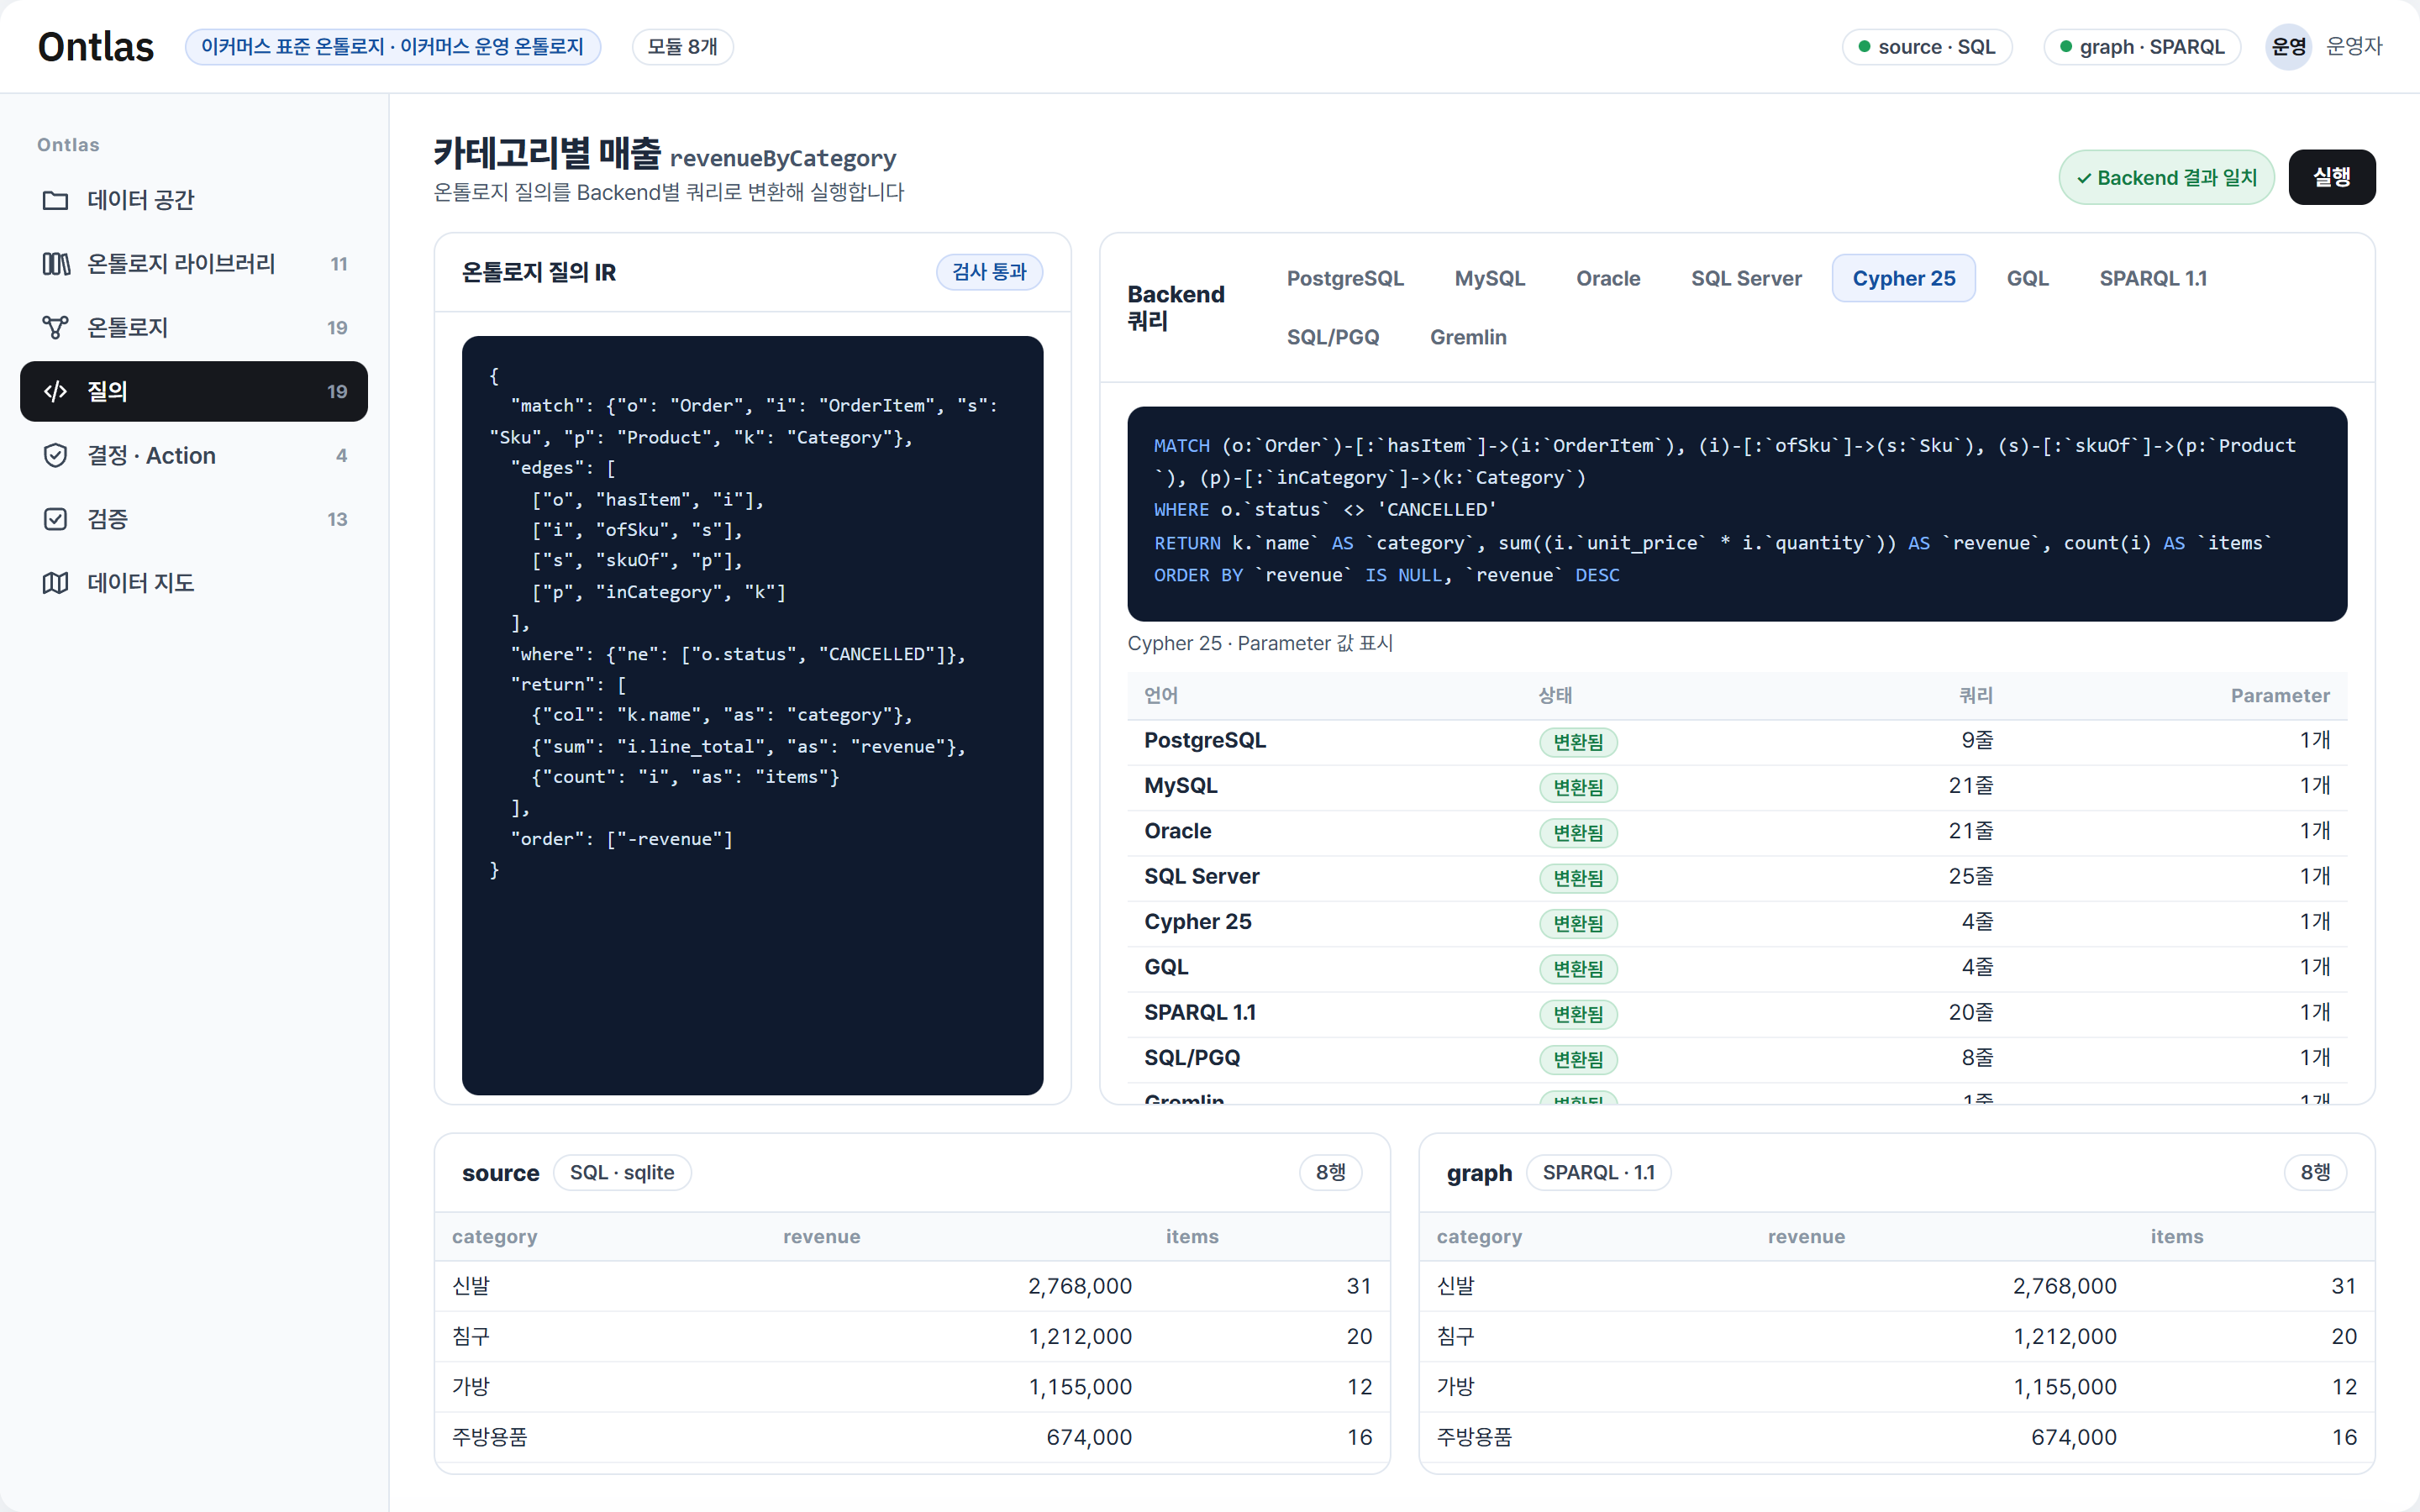 Ontlas
이커머스 표준 온톨로지 · 이커머스 운영 온톨로지
모듈 8개
source · SQL
graph · SPARQL
운영
운영자
Ontlas
데이터 공간
온톨로지 라이브러리 11
온톨로지 19
질의 19
결정 · Action 4
검증 13
데이터 지도
카테고리별 매출 revenueByCategory
온톨로지 질의를 Backend별 쿼리로 변환해 실행합니다
✓ Backend 결과 일치
실행
온톨로지 질의 IR
검사 통과
{
"match": {"o": "Order", "i": "OrderItem", "s":
"Sku", "p": "Product", "k": "Category"},
"edges": [
["o", "hasItem", "i"],
["i", "ofSku", "s"],
["s", "skuOf", "p"],
["p", "inCategory", "k"]
],
"where": {"ne": ["o.status", "CANCELLED"]},
"return": [
{"col": "k.name", "as": "category"},
{"sum": "i.line_total", "as": "revenue"},
{"count": "i", "as": "items"}
],
"order": ["-revenue"]
}
Backend
쿼리
PostgreSQL MySQL Oracle SQL Server Cypher 25 GQL SPARQL 1.1
SQL/PGQ Gremlin
MATCH (o:`Order`)-[:`hasItem`]->(i:`OrderItem`), (i)-[:`ofSku`]->(s:`Sku`), (s)-[:`skuOf`]->(p:`Product
`), (p)-[:`inCategory`]->(k:`Category`)
WHERE o.`status` <> 'CANCELLED'
RETURN k.`name` AS `category`, sum((i.`unit_price` * i.`quantity`)) AS `revenue`, count(i) AS `items`
ORDER BY `revenue` IS NULL, `revenue` DESC
Cypher 25 · Parameter 값 표시
언어 상태 쿼리 Parameter
PostgreSQL 변환됨 9줄 1개
MySQL 변환됨 21줄 1개
Oracle 변환됨 21줄 1개
SQL Server 변환됨 25줄 1개
Cypher 25 변환됨 4줄 1개
GQL 변환됨 4줄 1개
SPARQL 1.1 변환됨 20줄 1개
SQL/PGQ 변환됨 8줄 1개
Gremlin 변환됨 1줄 1개
source SQL · sqlite 8행
category revenue items
신발 2,768,000 31
침구 1,212,000 20
가방 1,155,000 12
주방용품 674,000 16
graph SPARQL · 1.1 8행
category revenue items
신발 2,768,000 31
침구 1,212,000 20
가방 1,155,000 12
주방용품 674,000 16